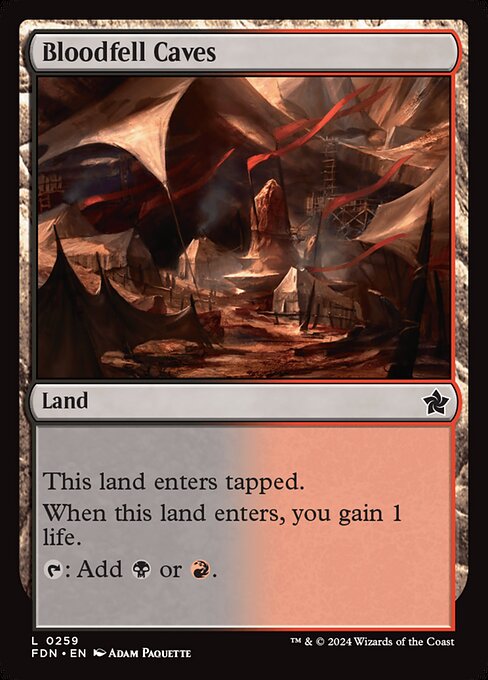 Bloodfell Caves
Land
This land enters tapped.
When this land enters, you gain 1
life.
: Add or .
L 0259
FDN • EN Adam Paquette
™ & © 2024 Wizards of the Coast